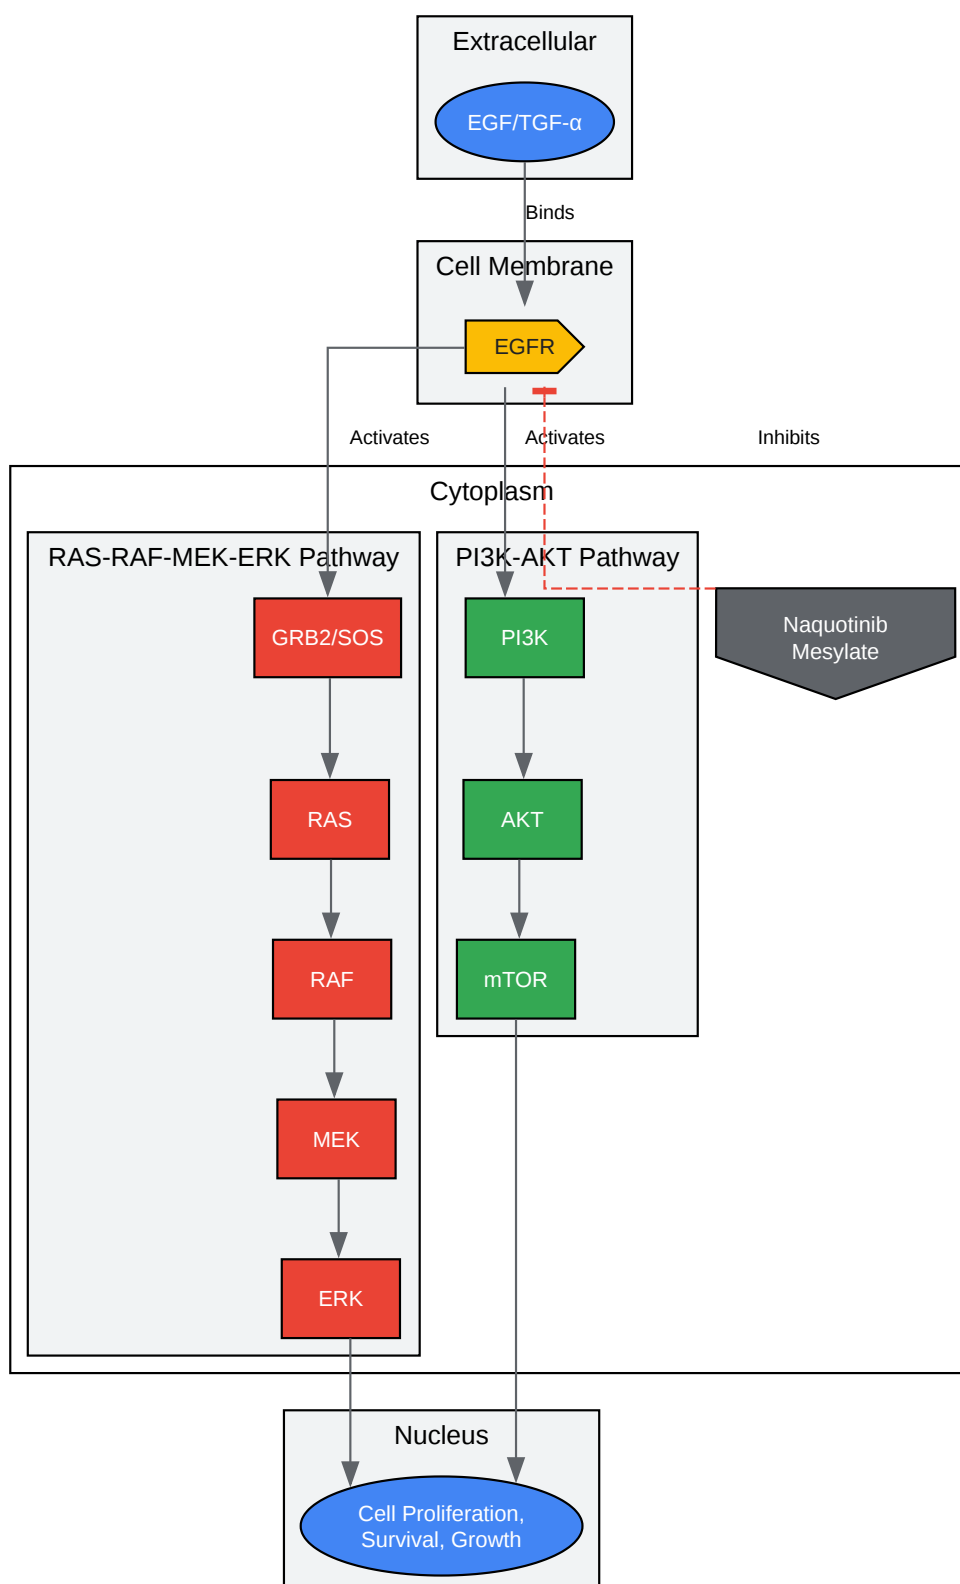 Extracellular
EGF/TGF-α
Binds
Cell Membrane
EGFR
Activates
Activates
Inhibits
Cytoplasm
RAS-RAF-MEK-ERK Pathway
PI3K-AKT Pathway
GRB2/SOS
PI3K
Naquotinib
Mesylate
RAS
AKT
RAF
mTOR
MEK
ERK
Nucleus
Cell Proliferation,
Survival, Growth